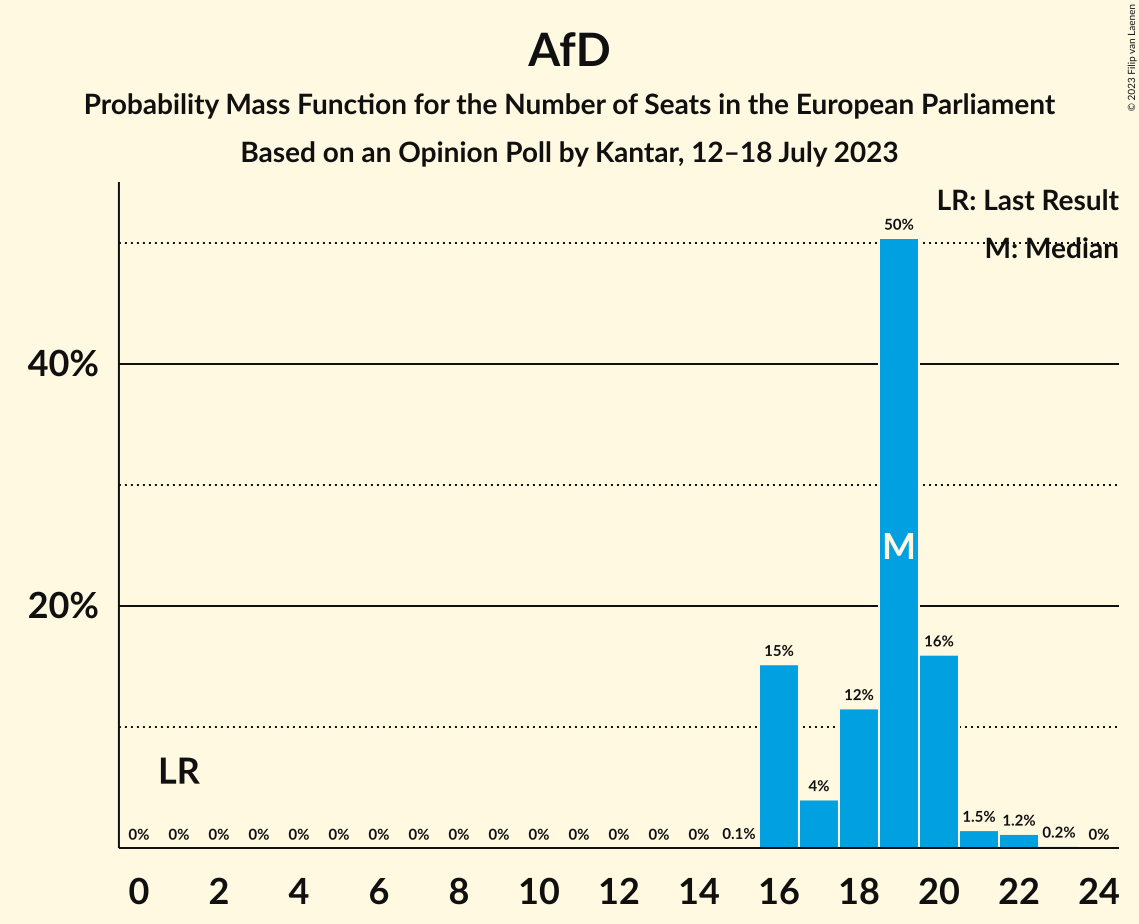 AfD
Probability Mass Function for the Number of Seats in the European Parliament
Based on an Opinion Poll by Kantar, 12–18 July 2023
© 2023 Filip van Laenen
LR: Last Result
M: Median
50%
40%
M
20%
15%
4%
12%
16%
1.5%
1.2%
0.2%
0%
LR
0% 0% 0% 0% 0% 0% 0% 0% 0% 0% 0% 0% 0% 0% 0% 0.1%
0 2 4 6 8 10 12 14 16 18 20 22 24